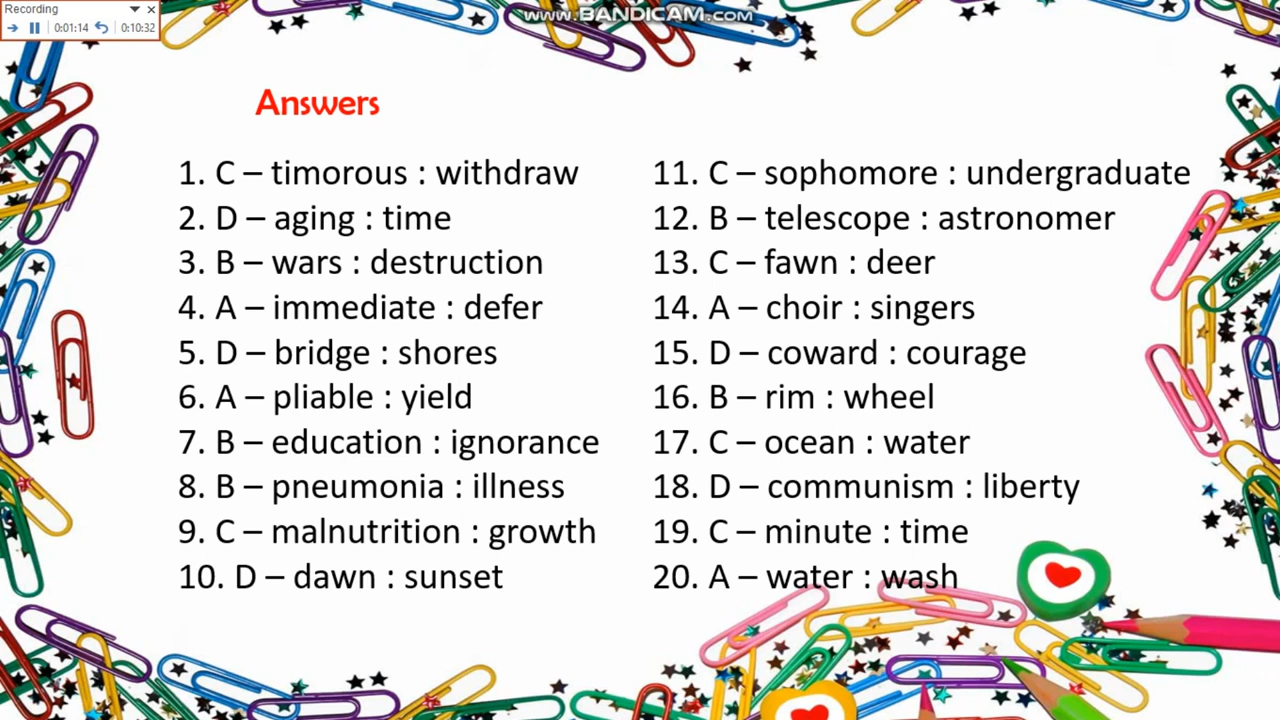 Recording
0:01:14 0:10:32
www.BANDICAM.com
Answers
1. C – timorous : withdraw
2. D – aging : time
3. B – wars : destruction
4. A – immediate : defer
5. D – bridge : shores
6. A – pliable : yield
7. B – education : ignorance
8. B – pneumonia : illness
9. C – malnutrition : growth
10. D – dawn : sunset
11. C – sophomore : undergraduate
12. B – telescope : astronomer
13. C – fawn : deer
14. A – choir : singers
15. D – coward : courage
16. B – rim : wheel
17. C – ocean : water
18. D – communism : liberty
19. C – minute : time
20. A – water : wash